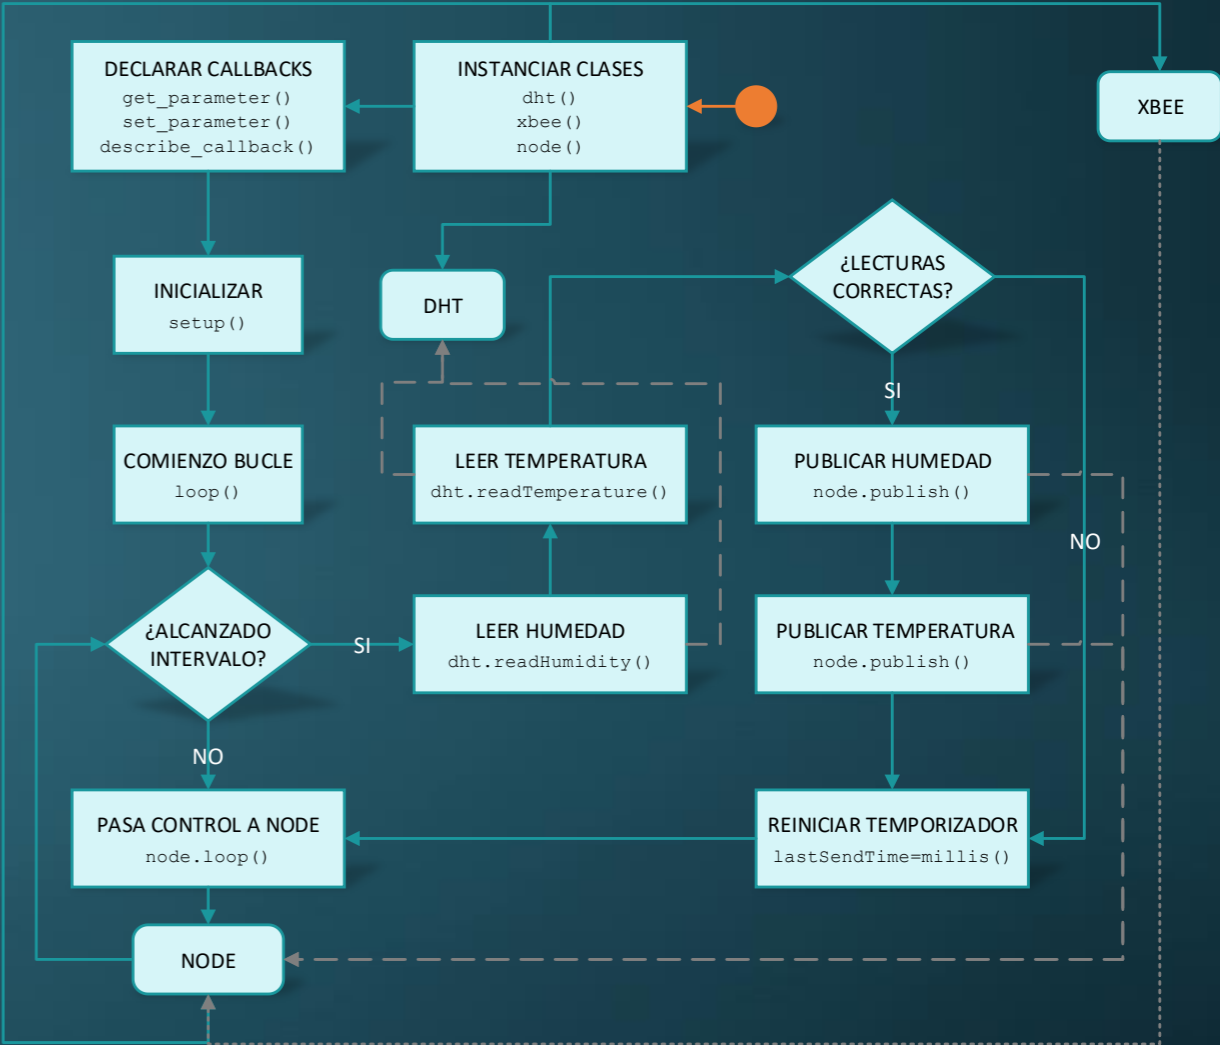 DECLARAR CALLBACKS
get_parameter()
set_parameter()
describe_callback()
INSTANCIAR CLASES
dht()
xbee()
node()
XBEE
INICIALIZAR
setup()
DHT
¿LECTURAS
CORRECTAS?
SI
COMIENZO BUCLE
loop()
LEER TEMPERATURA
dht.readTemperature()
PUBLICAR HUMEDAD
node.publish()
NO
¿ALCANZADO
INTERVALO?
SI
LEER HUMEDAD
dht.readHumidity()
PUBLICAR TEMPERATURA
node.publish()
NO
PASA CONTROL A NODE
node.loop()
REINICIAR TEMPORIZADOR
lastSendTime=millis()
NODE